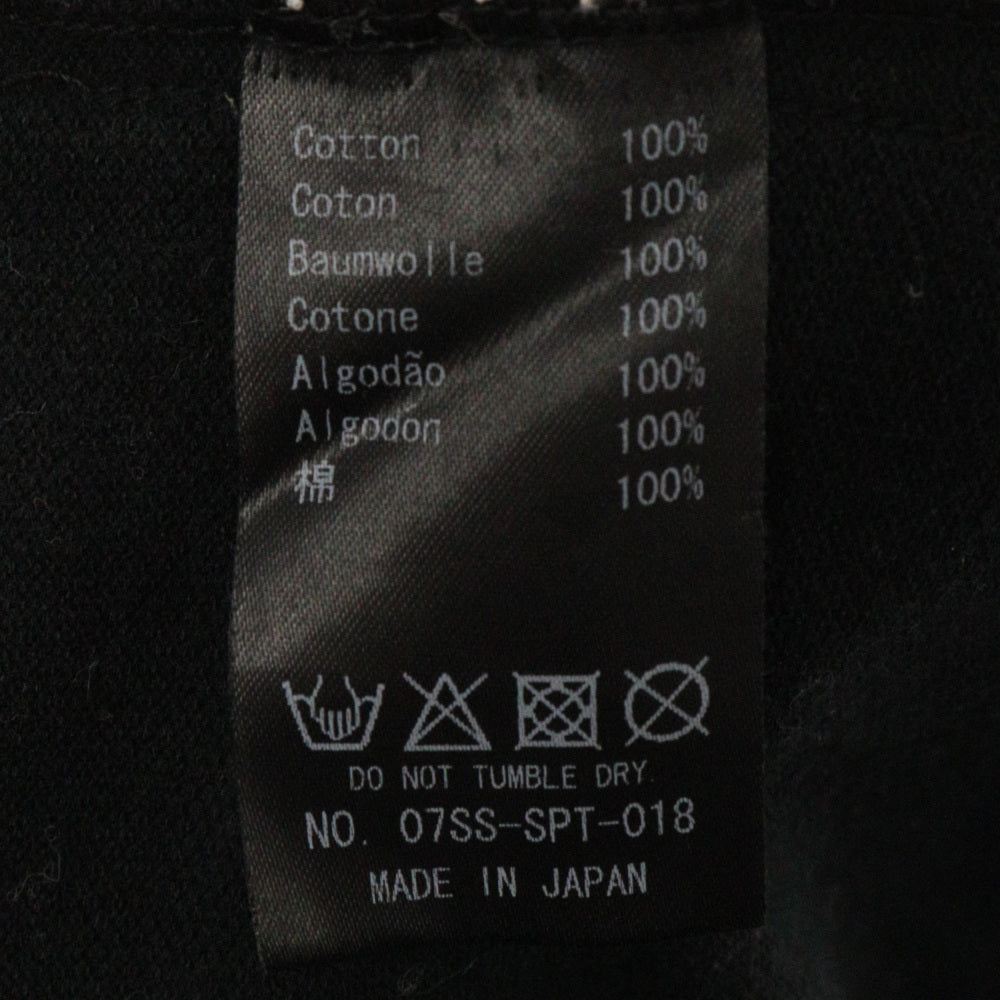 Cotton 100%
Coton 100%
Baumwolle 100%
Cotone 100%
Algodão 100%
Algodón 100%
棉 100%
DO NOT TUMBLE DRY.
NO. 07SS-SPT-018
MADE IN JAPAN